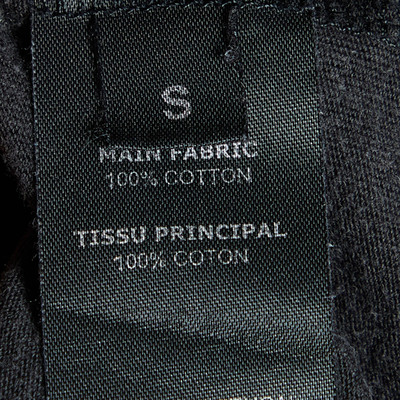 S
MAIN FABRIC
100% COTTON
TISSU PRINCIPAL
100% COTON